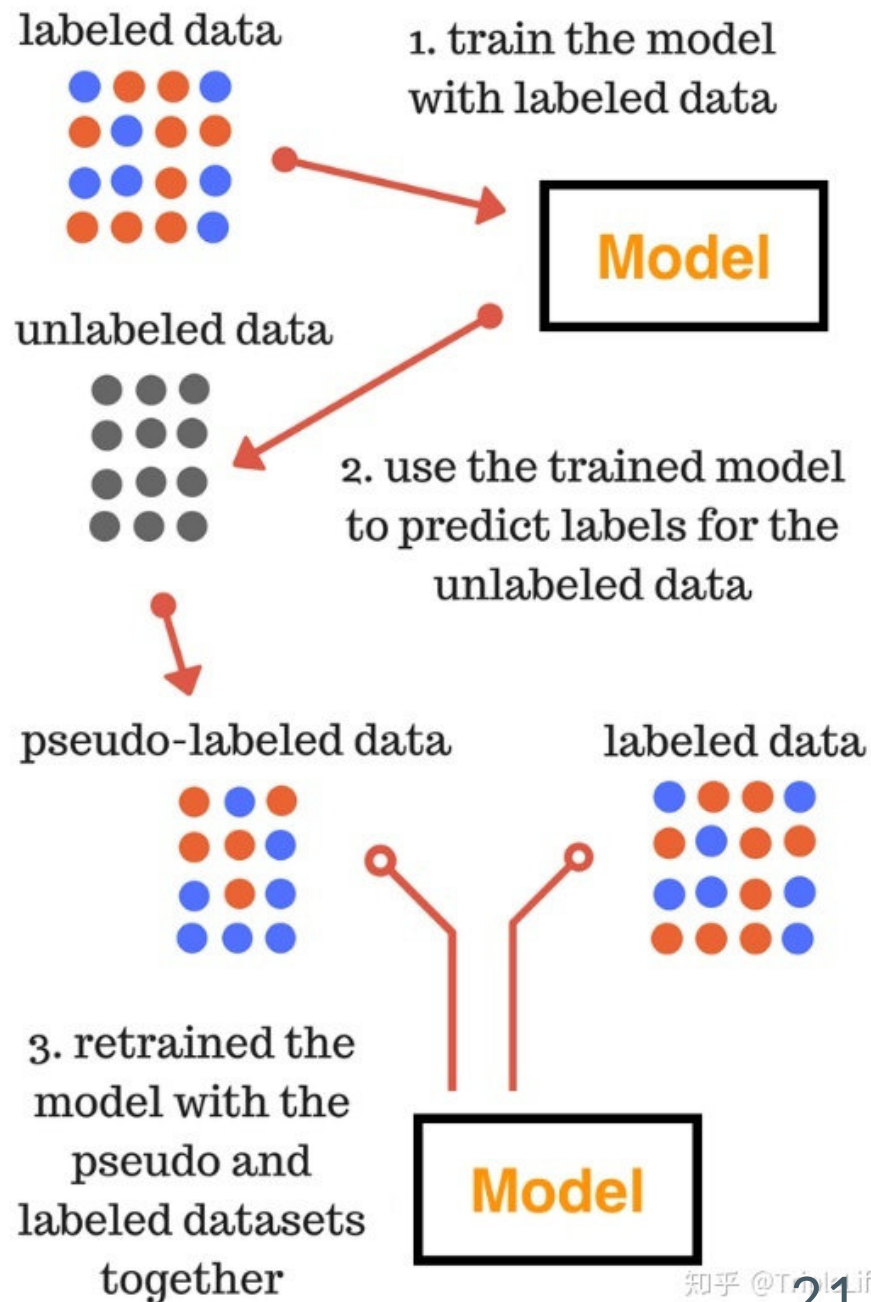 labeled data
1. train the model
with labeled data
Model
unlabeled data
2. use the trained model
to predict labels for the
unlabeled data
pseudo-labeled data
labeled data
3. retrained the
model with the
pseudo and
labeled datasets
together
Model
知乎 @
21